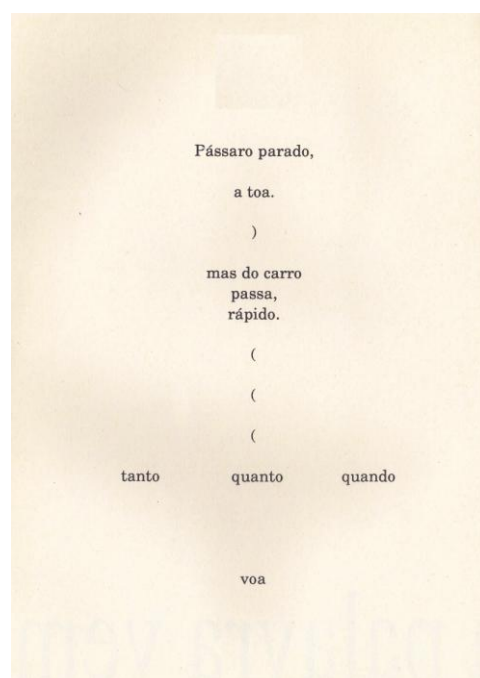 Pássaro parado,
a toa.
)
mas do carro
passa,
rápido.
(
(
(
tanto quanto quando
voa